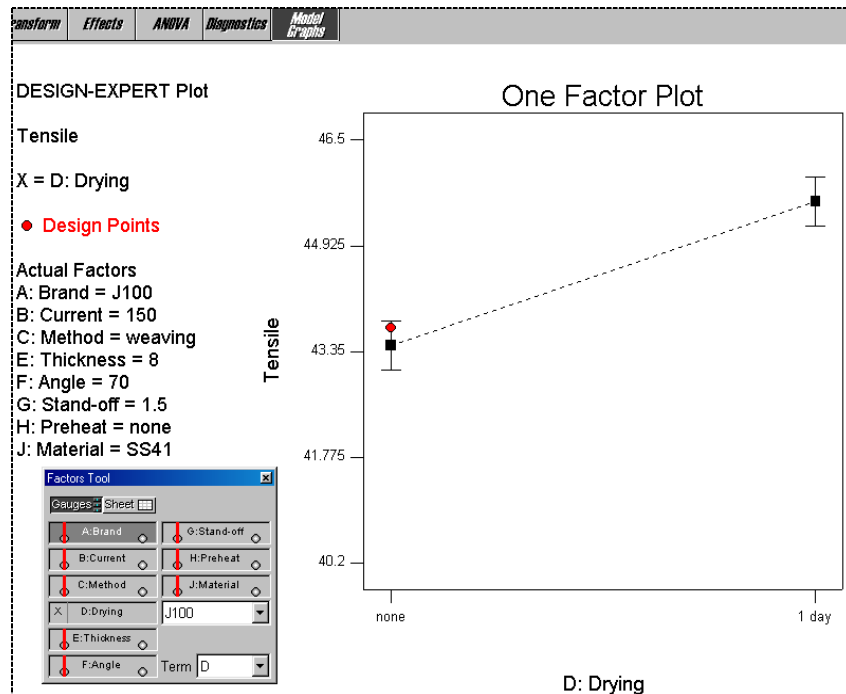 ansform Effects ANOVA Diagnostics Model Graphs
DESIGN-EXPERT Plot
Tensile
X = D: Drying
Design Points
Actual Factors
A: Brand = J100
B: Current = 150
C: Method = weaving
E: Thickness = 8
F: Angle = 70
G: Stand-off = 1.5
H: Preheat = none
J: Material = SS41
Factors Tool
Gauges Sheet
A:Brand G:Stand-off
B:Current H:Preheat
C:Method J:Material
X D:Drying J100
E:Thickness
F:Angle Term D
One Factor Plot
46.5
44.925
43.35
41.775
40.2
Tensile
none 1 day
D: Drying